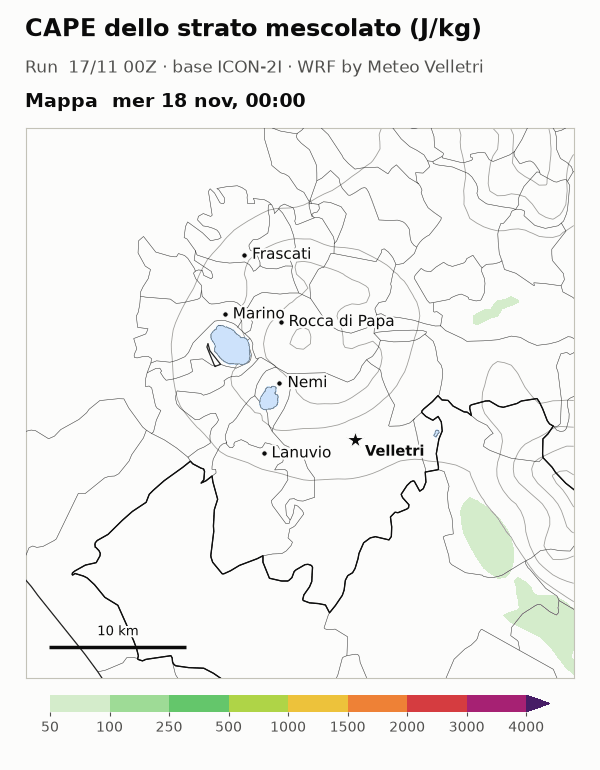 CAPE dello strato mescolato (J/kg)
Run  17/11 00Z · base ICON-2I · WRF by Meteo Velletri
Mappa  mer 18 nov, 00:00
Frascati
Marino
Rocca di Papa
Nemi
Velletri
Lanuvio
10 km
50 100 250 500 1000 1500 2000 3000 4000